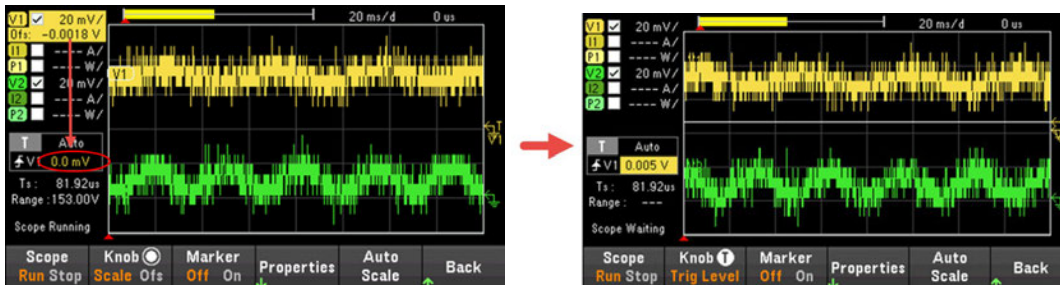 V1 20 mV/ 20 ms/d 0 us
Ofs: -0.0018 V
I1 ---- A/
P1 ---- W/
V2 20 mV/
I2 ---- A/
P2 ---- W/
V1
T Auto
V1 0.0 mV
Ts : 81.92us
Range :153.00V
Scope Running
Scope Knob Marker Properties Auto Back
Run Stop Scale Ofs Off On Scale
V1 20 mV/ 20 ms/d 0 us
I1 ---- A/
P1 ---- W/
V2 20 mV/
I2 ---- A/
P2 ---- W/
T Auto
V1 0.005 V
Ts : 81.92us
Range : ---
Scope Waiting
Scope Knob T Marker Properties Auto Back
Run Stop Trig Level Off On Scale